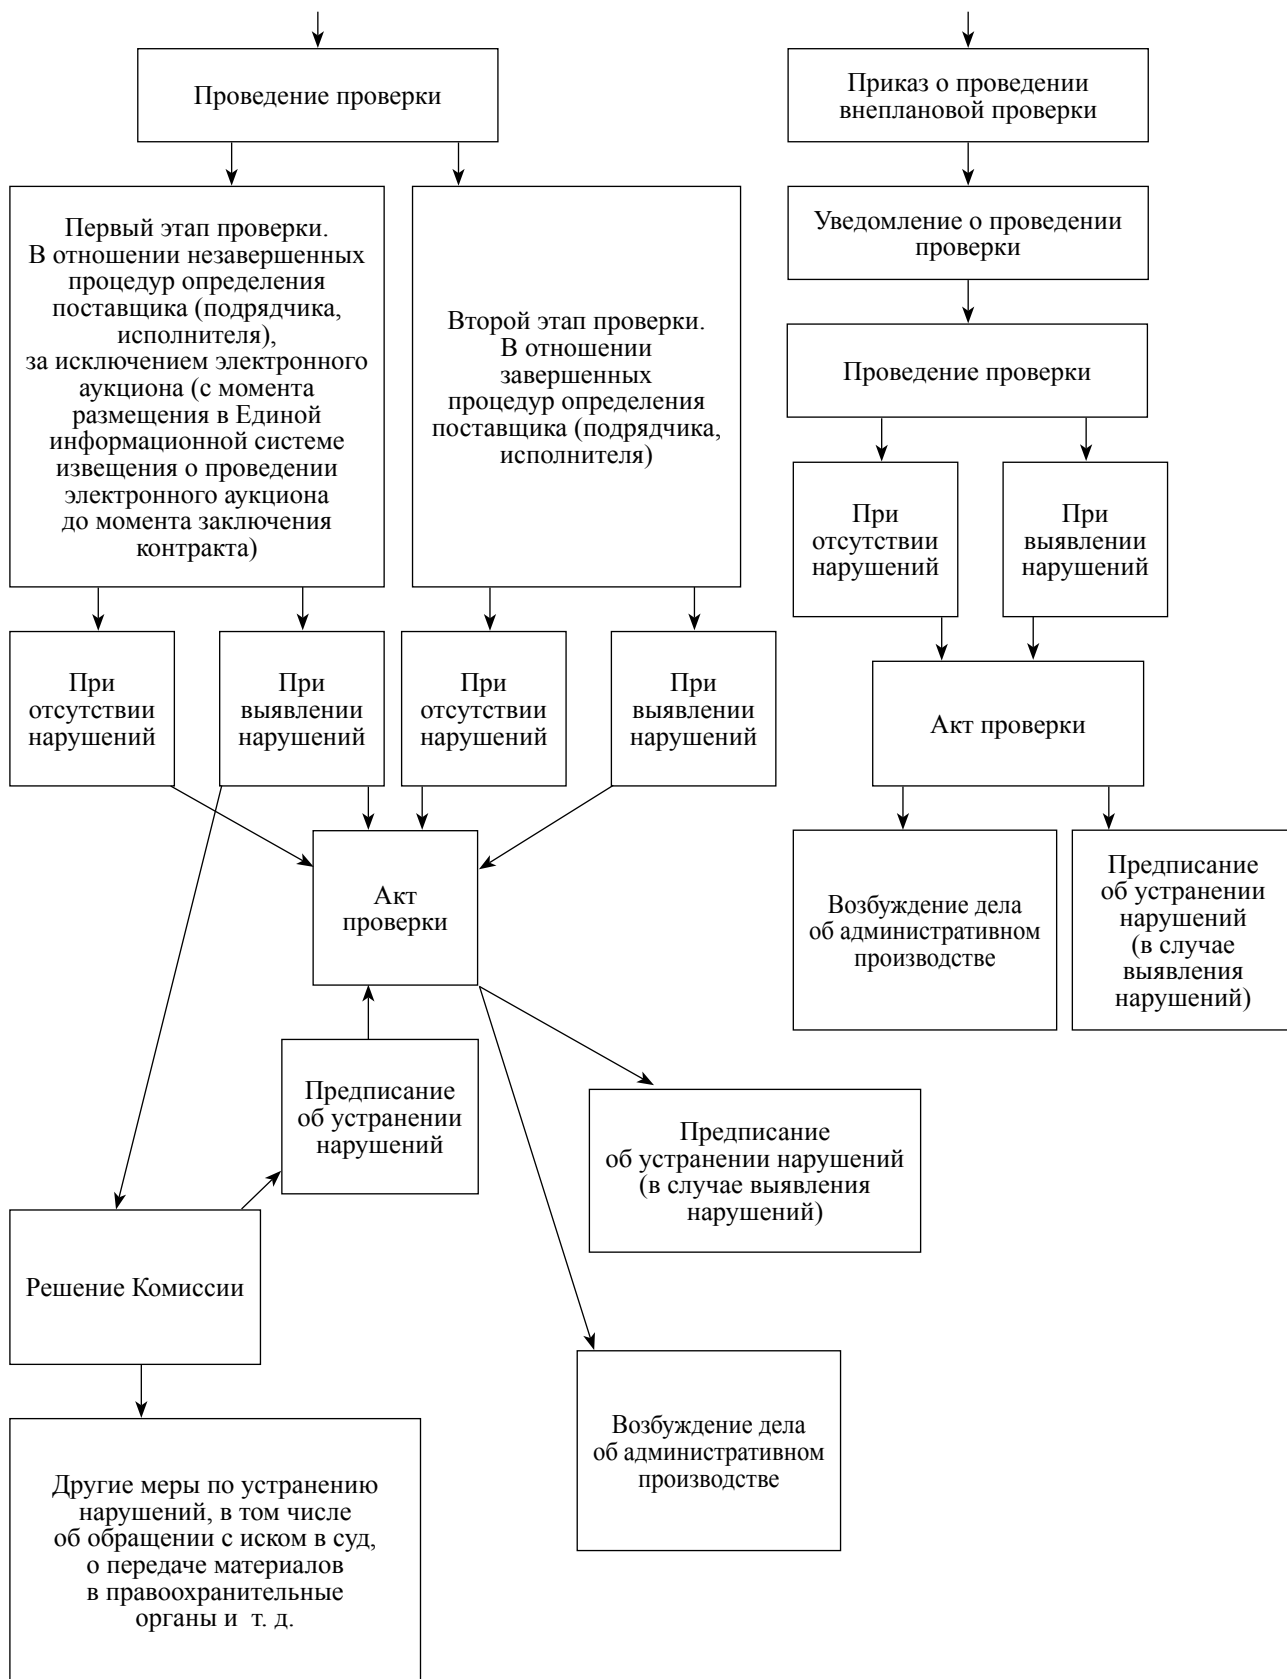 Проведение проверки
Первый этап проверки.
В отношении незавершенных
процедур определения
поставщика (подрядчика,
исполнителя),
за исключением электронного
аукциона (с момента
размещения в Единой
информационной системе
извещения о проведении
электронного аукциона
до момента заключения
контракта)
Второй этап проверки.
В отношении
завершенных
процедур определения
поставщика (подрядчика,
исполнителя)
При
отсутствии
нарушений
При
выявлении
нарушений
При
отсутствии
нарушений
При
выявлении
нарушений
Акт
проверки
Предписание
об устранении
нарушений
Предписание
об устранении нарушений
(в случае выявления
нарушений)
Решение Комиссии
Возбуждение дела
об административном
производстве
Другие меры по устранению
нарушений, в том числе
об обращении с иском в суд,
о передаче материалов
в правоохранительные
органы и т. д.
Приказ о проведении
внеплановой проверки
Уведомление о проведении
проверки
Проведение проверки
При
отсутствии
нарушений
При
выявлении
нарушений
Акт проверки
Возбуждение дела
об административном
производстве
Предписание
об устранении
нарушений
(в случае
выявления
нарушений)